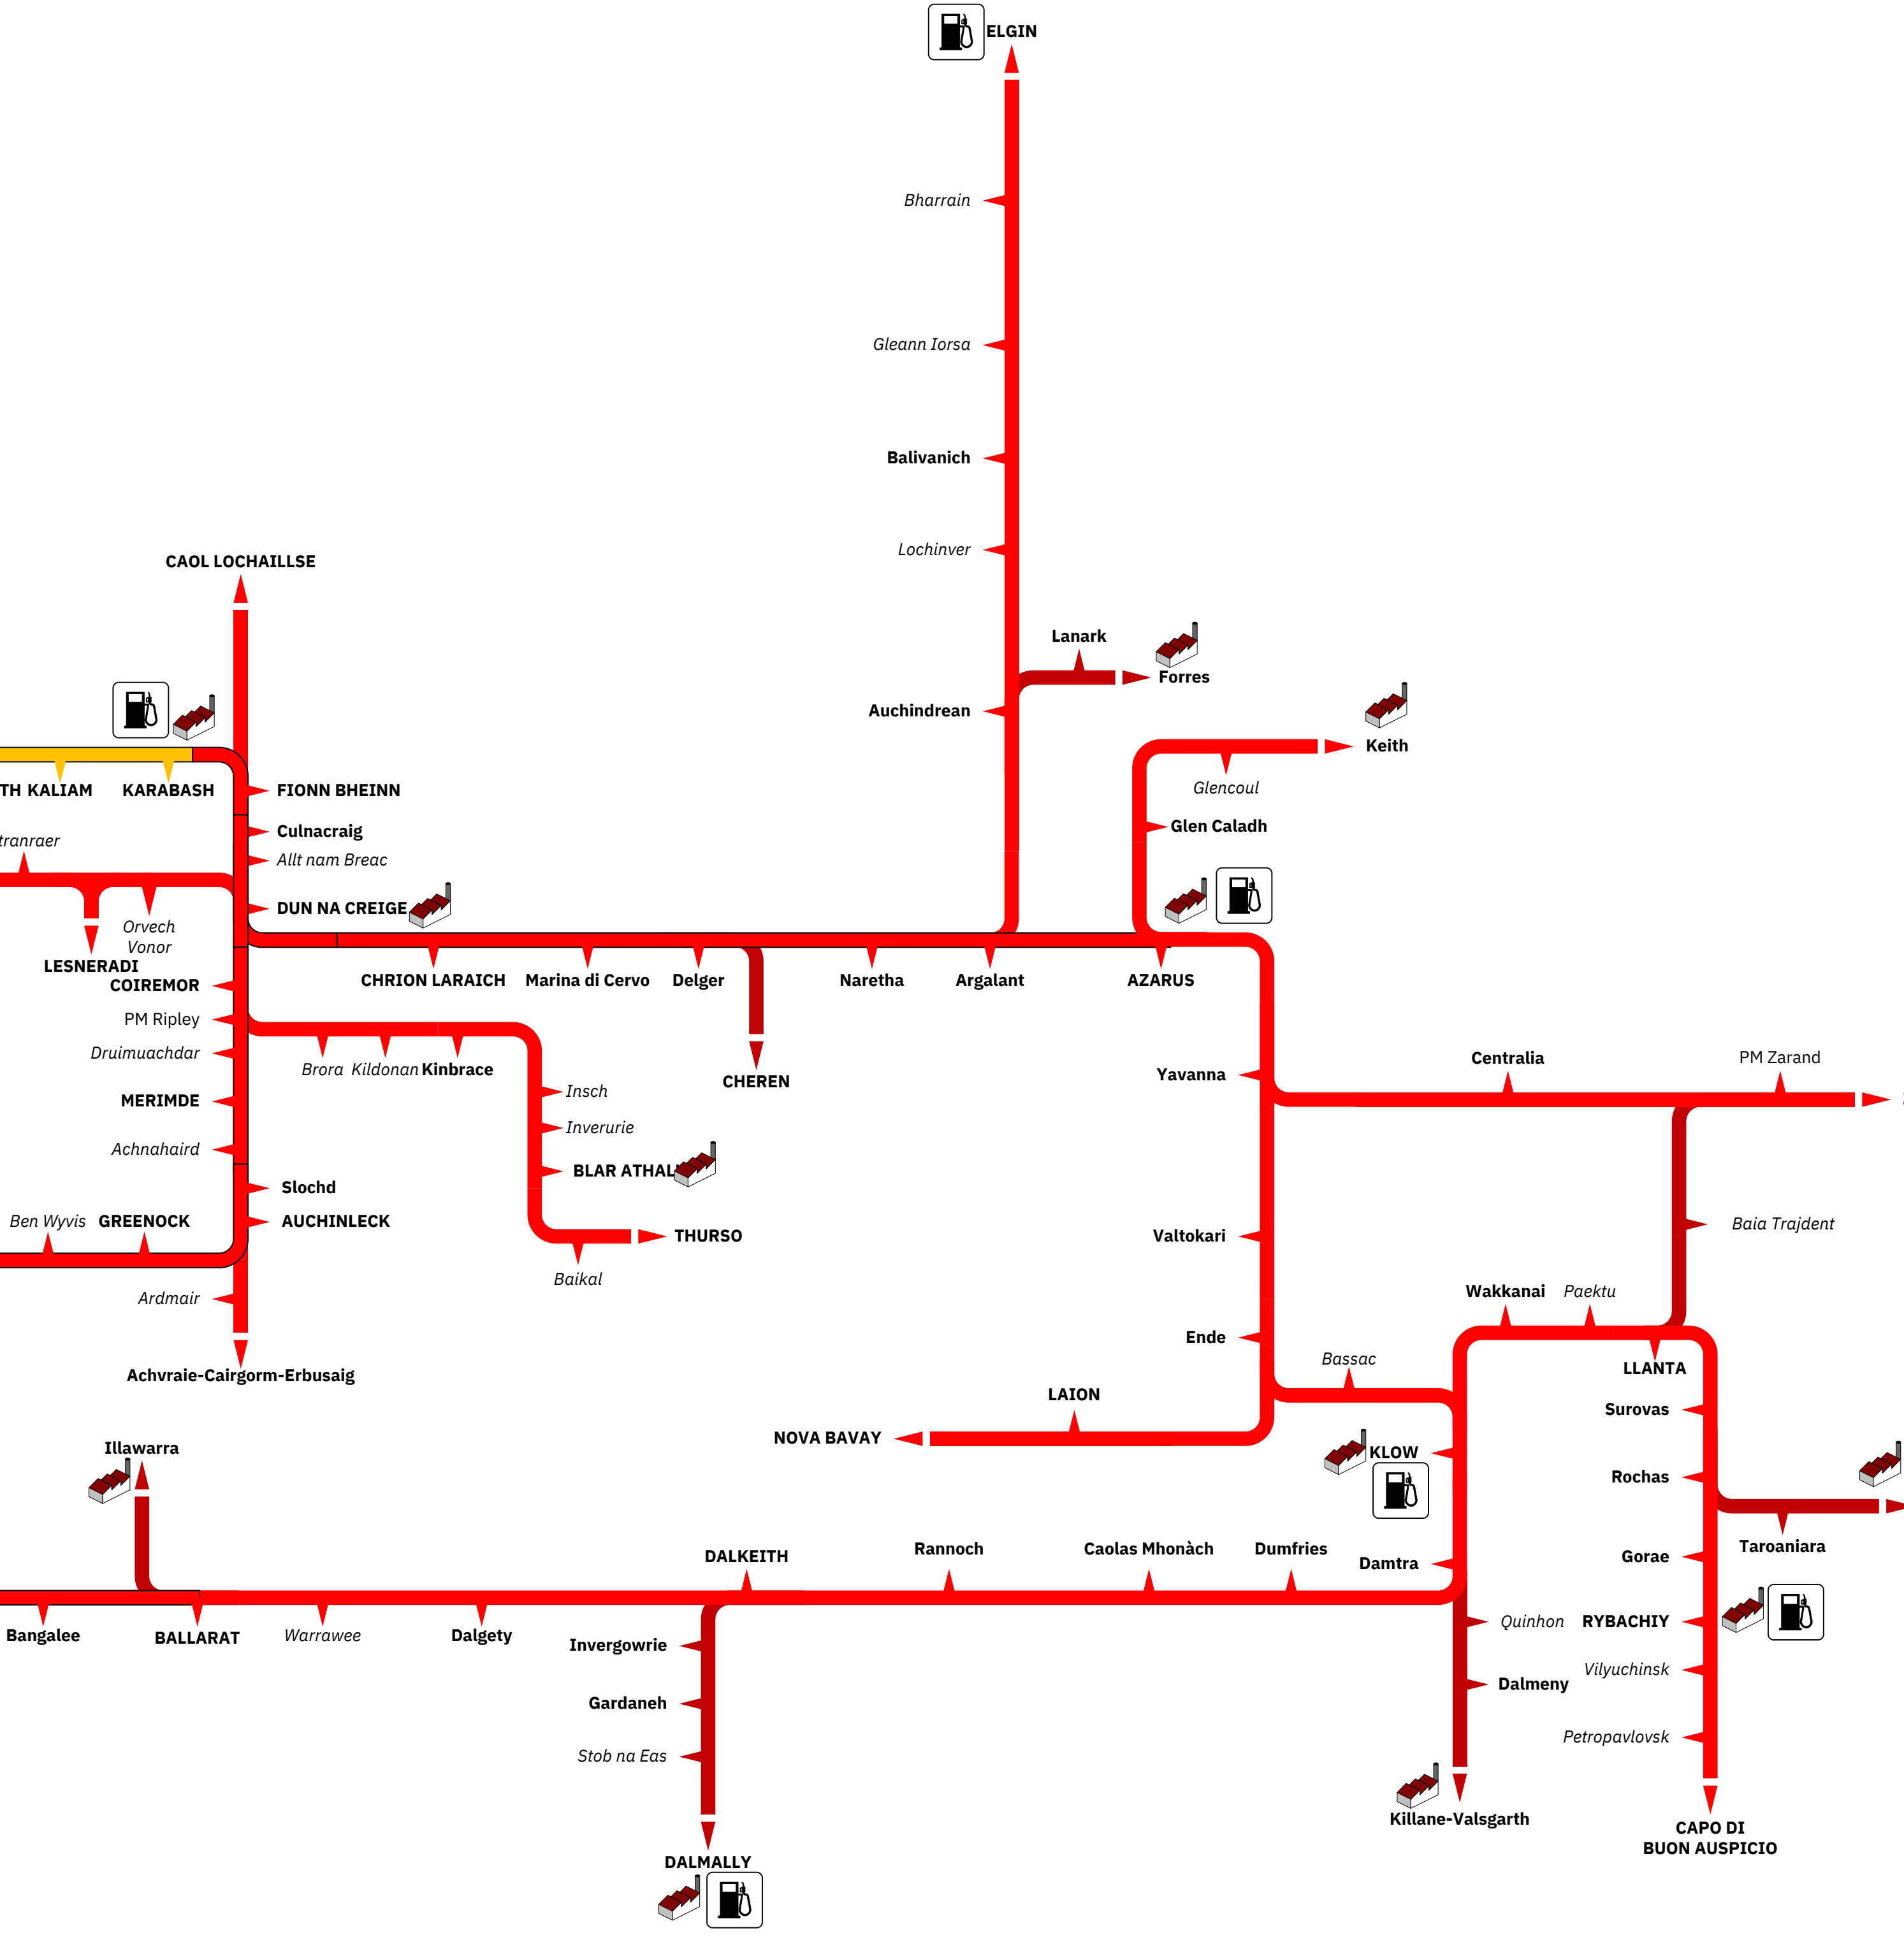 ELGIN
Bharrain
Gleann Iorsa
Balivanich
Lochinver
CAOL LOCHAILLSE
Lanark
Forres
Auchindrean
Keith
Glencoul
TH KALIAM
KARABASH
FIONN BHEINN
Glen Caladh
Culnacraig
tranraer
Allt nam Breac
DUN NA CREIGE
Orvech
Vonor
LESNERADI
COIREMOR
CHRION LARAICH
Marina di Cervo
Delger
Naretha
Argalant
AZARUS
PM Ripley
Druimuachdar
Brora
Kildonan
Kinbrace
CHEREN
Yavanna
Centralia
PM Zarand
Insch
MERIMDE
Inverurie
Achnahaird
BLAR ATHAL
Slochd
Ben Wyvis
GREENOCK
AUCHINLECK
THURSO
Valtokari
Baia Trajdent
Baikal
Ardmair
Wakkanai
Paektu
Ende
Bassac
LLANTA
Achvraie-Cairgorm-Erbusaig
LAION
Surovas
NOVA BAVAY
Illawarra
KLOW
Rochas
DALKEITH
Rannoch
Caolas Mhonàch
Dumfries
Damtra
Gorae
Taroaniara
Bangalee
BALLARAT
Warrawee
Dalgety
Invergowrie
Quinhon
RYBACHIY
Vilyuchinsk
Dalmeny
Gardaneh
Petropavlovsk
Stob na Eas
Killane-Valsgarth
CAPO DI
BUON AUSPICIO
DALMALLY